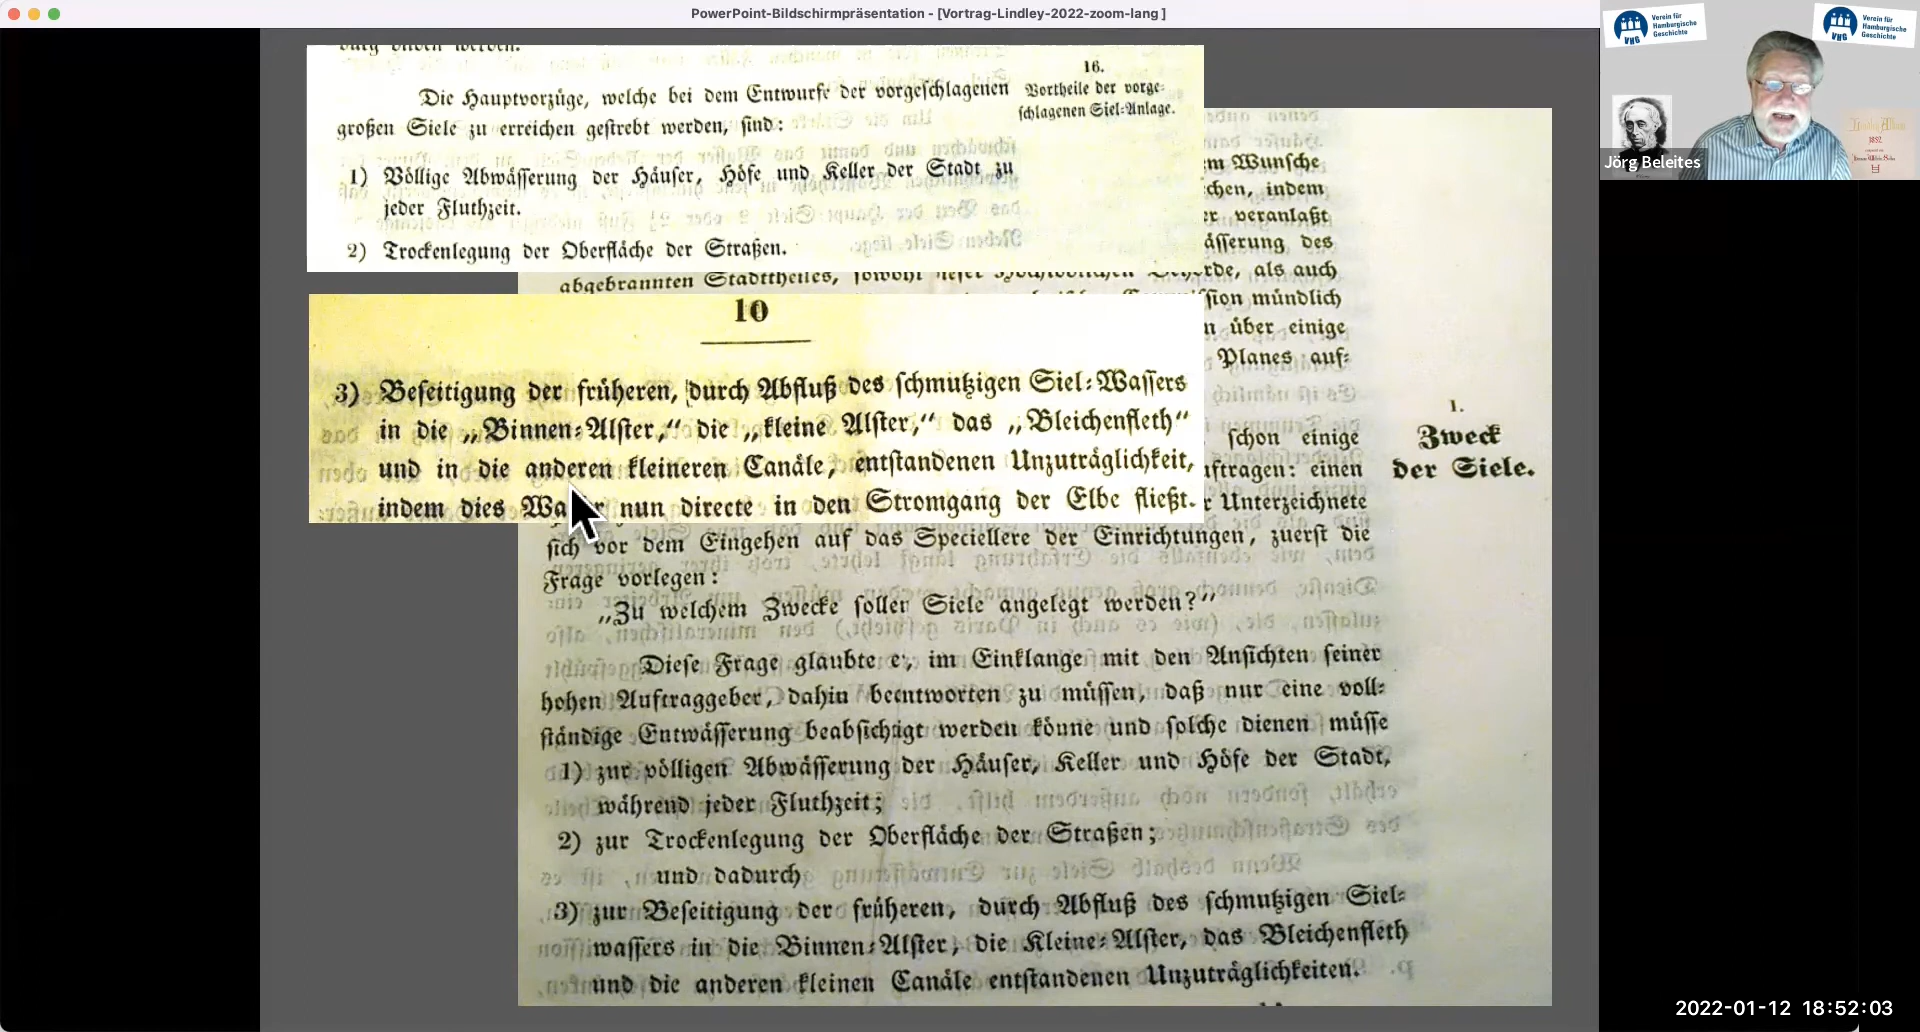 PowerPoint-Bildschirmpräsentation - [Vortrag-Lindley-2022-zoom-lang ]
Verein für
Hamburgische
Geschichte
VHG
Verein für
Hamburgische
Geschichte
VHG
Jörg Beleites
1892
16.
Vortheile der vorge-
schlagenen Siel-Anlage.
Die Hauptvorzüge, welche bei dem Entwurfe der vorgeschlagenen
großen Siele zu erreichen gestrebt werden, sind:
1) Völlige Abwässerung der Häuser, Höfe und Keller der Stadt zu
jeder Fluthzeit.
2) Trockenlegung der Oberfläche der Straßen.
10
3) Beseitigung der früheren, durch Abfluß des schmutzigen Siel-Wassers
in die „Binnen-Alster,“ die „kleine Alster,“ das „Bleichenfleth“
und in die anderen kleineren Canäle, entstandenen Unzuträglichkeit,
indem dies nun directe in den Stromgang der Elbe fließt.
Wunsche
indem
veranlaßt
des
abgebrannten Stadttheiles, sowohl als auch
mündlich
über einige
Planes auf-
1.
Zweck
der Siele.
schon einige
einen
Unterzeichnete
sich vor dem Eingehen auf das Speciellere der Einrichtungen, zuerst die
Frage vorlegen:
„Zu welchem Zwecke sollen Siele angelegt werden?“
Diese Frage glaubte er, im Einklange mit den Ansichten seiner
hohen Auftraggeber, dahin beentworten zu müssen, daß nur eine voll-
ständige Entwässerung beabsichtigt werden könne und solche dienen müsse
1) zur völligen Abwässerung der Häuser, Keller und Höfe der Stadt,
während jeder Fluthzeit;
2) zur Trockenlegung der Oberfläche der Straßen;
und dadurch
3) zur Beseitigung der früheren, durch Abfluß des schmutzigen Siel-
wassers in die Binnen-Alster, die Kleine-Alster, das Bleichenfleth
und die anderen kleinen Canäle entstandenen Unzuträglichkeiten.
2022-01-12 18:52:03